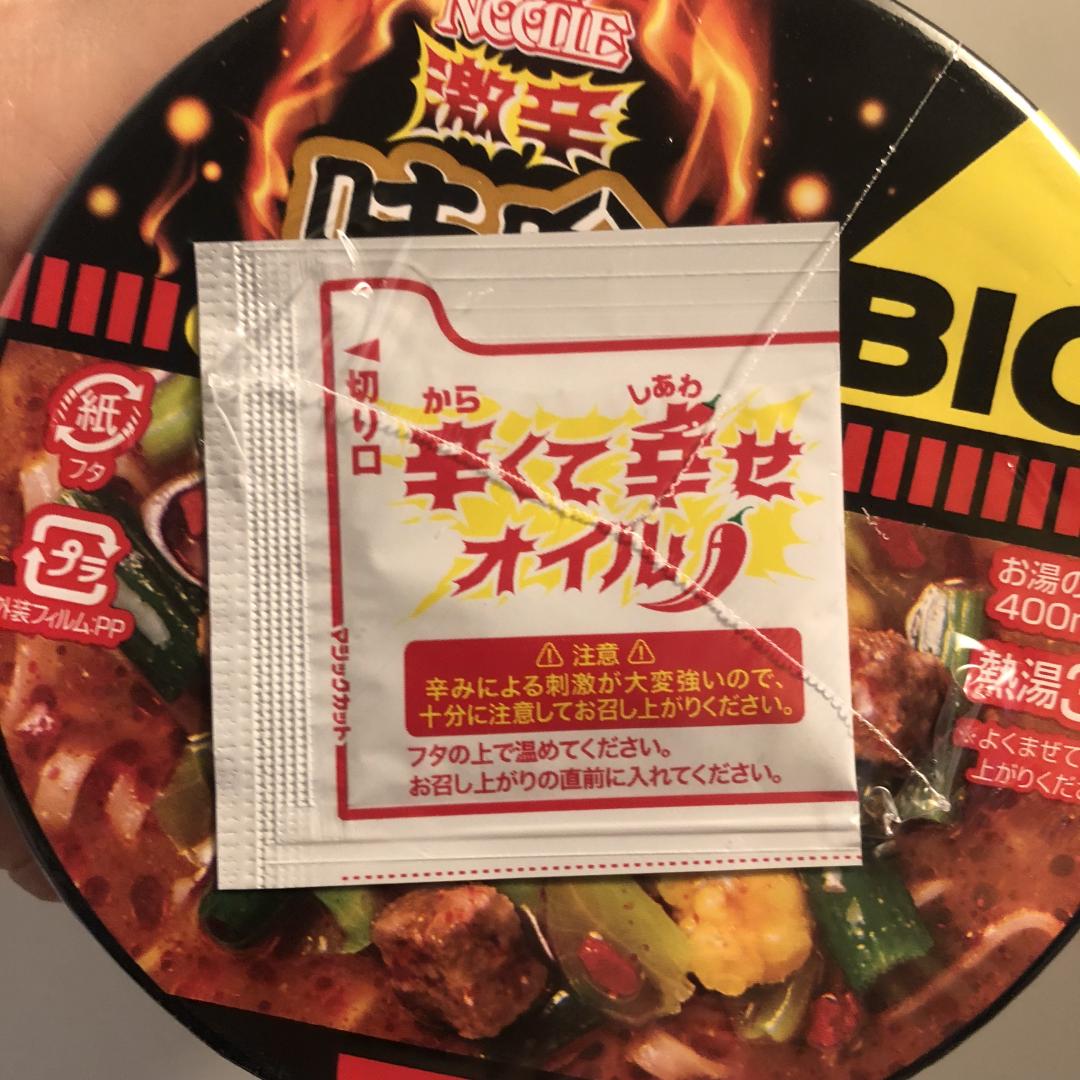 NOODLE
激辛
味噌
BIG
紙
フタ
プラ
外装フィルム:PP
切り口
から
しあわ
辛くて幸せ
オイル
マジックカット
⚠ 注意 ⚠
辛みによる刺激が大変強いので、
十分に注意してお召し上がりください。
フタの上で温めてください。
お召し上がりの直前に入れてください。
お湯の
400m
熱湯3
※よくまぜて
上がりくださ